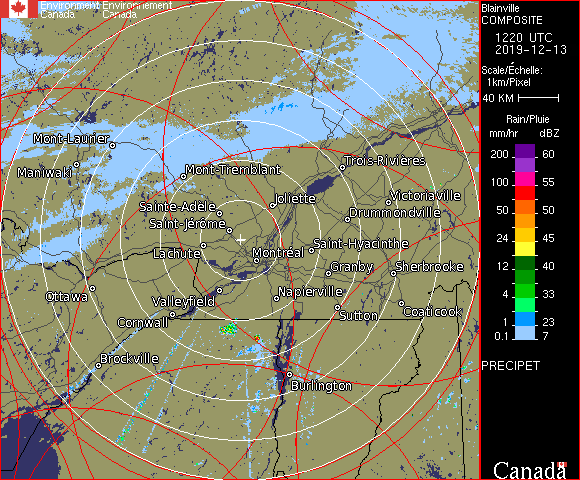 Environment Environnement
Canada Canada
Blainville
COMPOSITE
1220 UTC
2019-12-13
Scale/Échelle:
1km/Pixel
40 KM
Rain/Pluie
mm/hr dBZ
200 60
100 55
50 50
24 45
12 40
4 33
1 23
0.1 7
PRECIPET
Canada
Mont-Laurier
Maniwaki
Mont-Tremblant
Trois-Rivières
Sainte-Adèle
Joliette
Victoriaville
Saint-Jérôme
Drummondville
Lachute
Montréal
Saint-Hyacinthe
Granby
Sherbrooke
Ottawa
Valleyfield
Napierville
Cornwall
Sutton
Coaticook
Brockville
Burlington